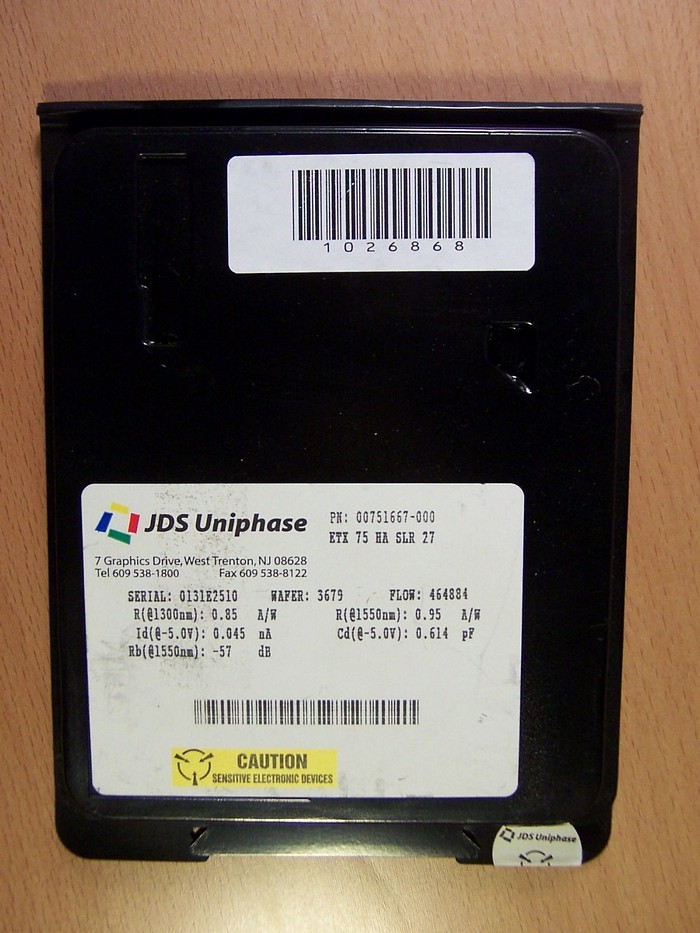 1026868
JDS Uniphase
PN: 00751667-000
ETX 75 HA SLR 27
7 Graphics Drive, West Trenton, NJ 08628
Tel 609 538-1800 Fax 609 538-8122
SERIAL: 0131E2510 WAFER: 3679 FLOW: 464884
R(@1300nm): 0.85 A/W R(@1550nm): 0.95 A/W
Id(@-5.0V): 0.045 nA Cd(@-5.0V): 0.614 pF
Rb(@1550nm): -57 dB
CAUTION
SENSITIVE ELECTRONIC DEVICES
JDS Uniphase